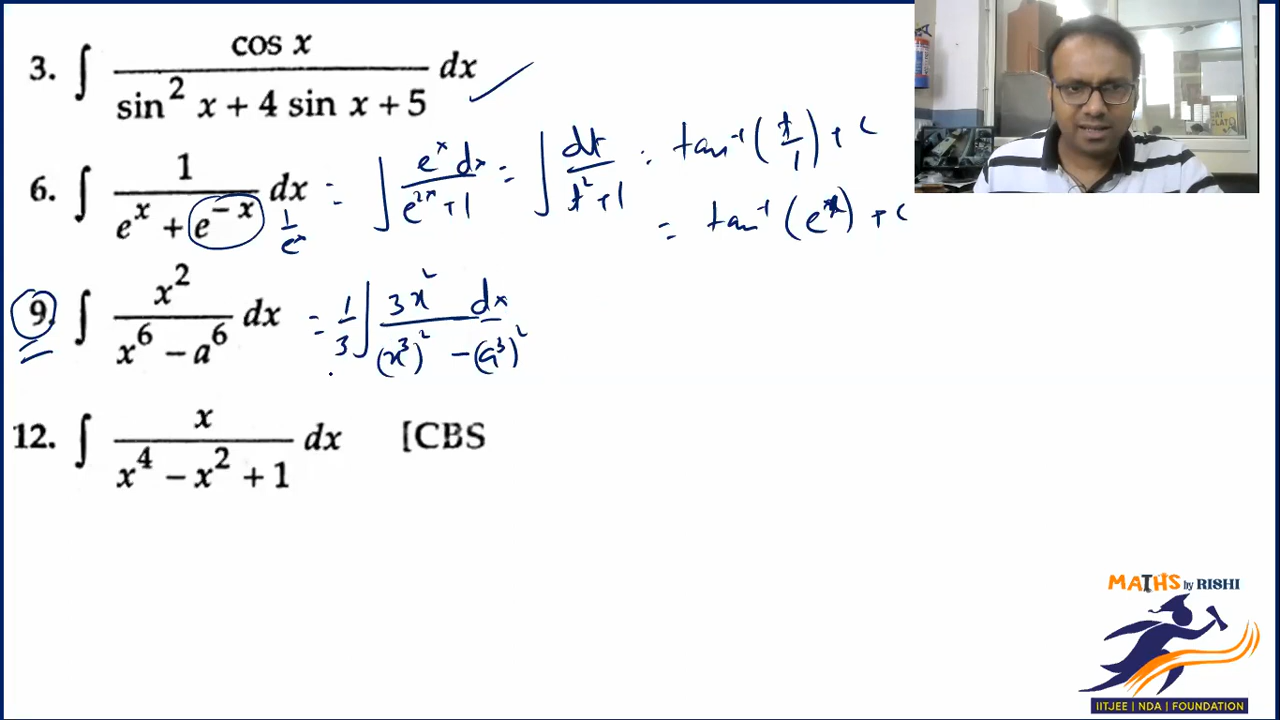 3. ∫ cos x / (sin² x + 4 sin x + 5) dx ✓
6. ∫ 1 / (eˣ + e⁻ˣ) dx = ∫ eˣ dx / (e²ˣ + 1) = ∫ dt / (t² + 1) = tan⁻¹ (t/1) + c
1/eˣ
= tan⁻¹ (eˣ) + c
9. ∫ x² / (x⁶ − a⁶) dx = 1/3 ∫ 3x² dx / ((x³)² − (a³)²)
12. ∫ x / (x⁴ − x² + 1) dx [CBS
MATHS by RISHI
IITJEE | NDA | FOUNDATION